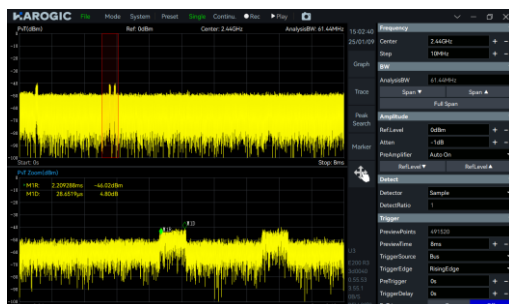 HAROGIC File Mode System Preset Single Continu. Rec Play
PvT(dBm) Ref: 0dBm Center: 2.44GHz AnalysisBW: 61.44MHz
15:02:40
25/01/09
Graph
Trace
Peak
Search
Marker
Start: 0s Stop: 8ms
PvT Zoom(dBm)
M1R: 2.209288ms -46.02dBm
M1D: 28.6519μs 4.80dB
Frequency
Center 2.44GHz + -
Step 10MHz + -
BW
AnalysisBW 61.44MHz
Span ▼ Span ▲
Full Span
Amplitude
RefLevel 0dBm + -
Atten -1dB + -
PreAmplifier Auto On
RefLevel ▼ RefLevel ▲
Detect
Detector Sample
DetectRatio 1
Trigger
PreviewPoints 491520
PreviewTime 8ms + -
TriggerSource Bus
TriggerEdge RisingEdge
PreTrigger 0s + -
TriggerDelay 0s + -